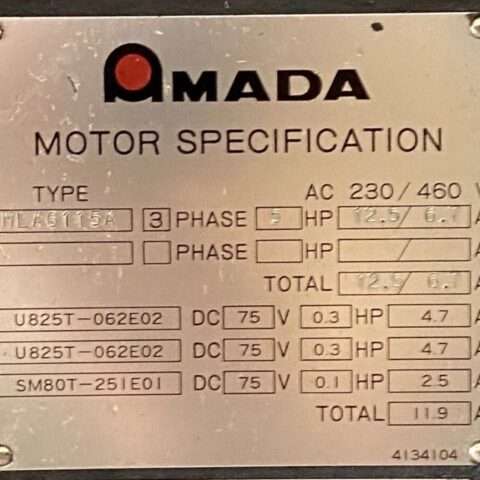 AMADA
MOTOR SPECIFICATION
TYPE AC 230/460 V
3 PHASE 5 HP 12.5/ 6.7 A
PHASE HP / A
TOTAL 12.5/ 6.7 A
U825T-062E02 DC 75 V 0.3 HP 4.7 A
U825T-062E02 DC 75 V 0.3 HP 4.7 A
SM80T-251E01 DC 75 V 0.1 HP 2.5 A
TOTAL 11.9 A
4134104